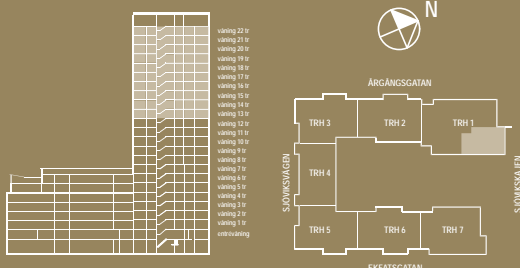 N
våning 22 tr
våning 21 tr
våning 20 tr
våning 19 tr
våning 18 tr
våning 17 tr
våning 16 tr
våning 15 tr
våning 14 tr
våning 13 tr
våning 12 tr
våning 11 tr
våning 10 tr
våning 9 tr
våning 8 tr
våning 7 tr
våning 6 tr
våning 5 tr
våning 4 tr
våning 3 tr
våning 2 tr
våning 1 tr
entrévåning
ÅRGÅNGSGATAN
TRH 3
TRH 2
TRH 1
SJÖVIKSVÄGEN
TRH 4
SJÖVIKSKAJEN
TRH 5
TRH 6
TRH 7